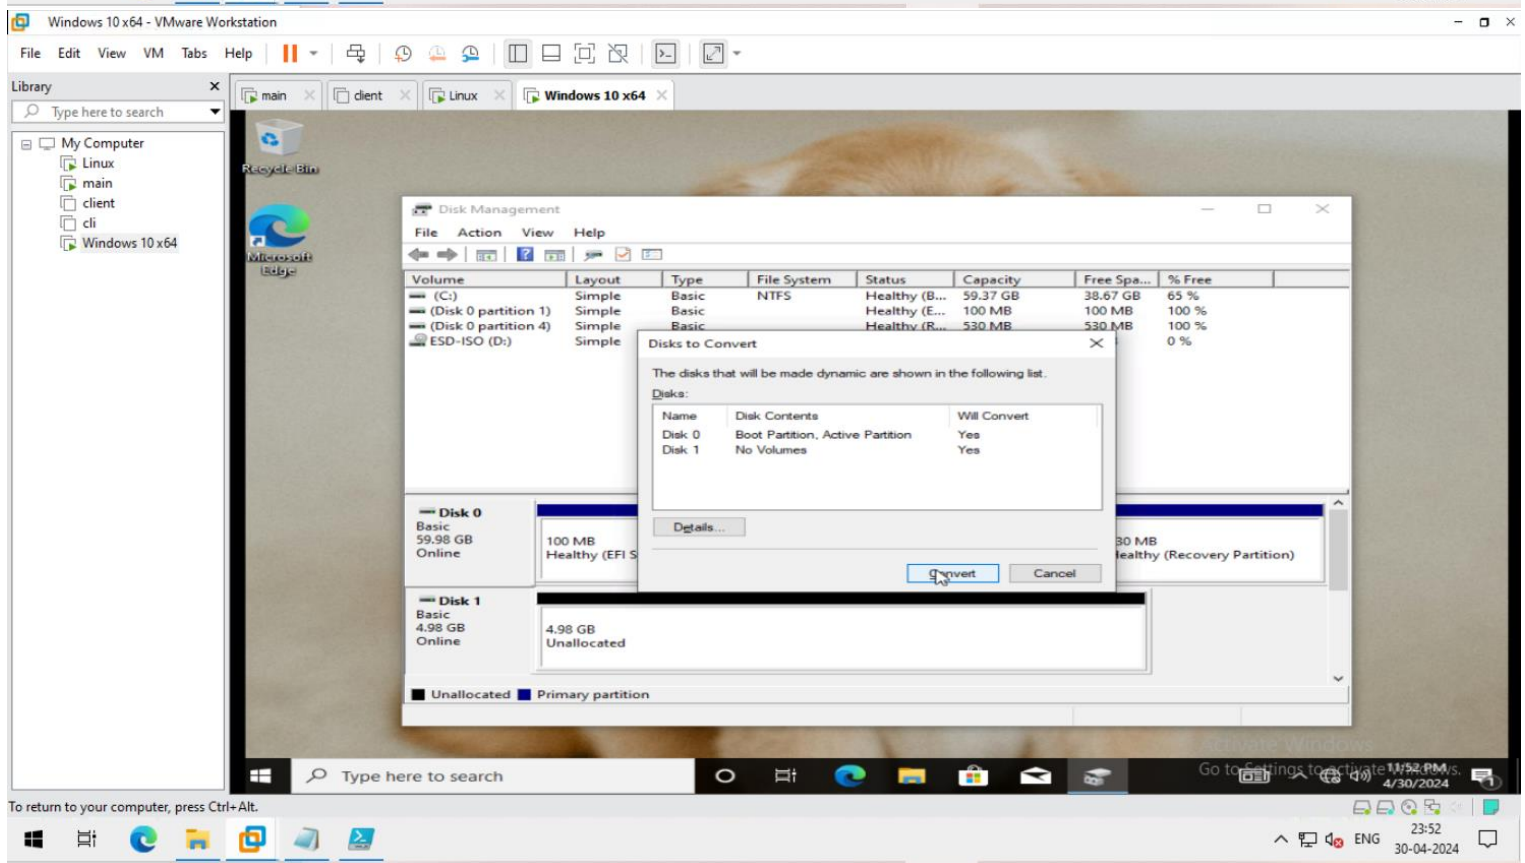 Windows 10 x64 - VMware Workstation
File Edit View VM Tabs Help
Library
Type here to search
My Computer
Linux
main
client
cli
Windows 10 x64
main client Linux Windows 10 x64
Recycle Bin
Microsoft
Edge
Disk Management
File Action View Help
Volume Layout Type File System Status Capacity Free Spa... % Free
(C:) Simple Basic NTFS Healthy (B... 59.37 GB 38.67 GB 65 %
(Disk 0 partition 1) Simple Basic Healthy (E... 100 MB 100 MB 100 %
(Disk 0 partition 4) Simple Basic Healthy (R... 530 MB 530 MB 100 %
ESD-ISO (D:) Simple 0 %
Disks to Convert
The disks that will be made dynamic are shown in the following list.
Disks:
Name Disk Contents Will Convert
Disk 0 Boot Partition, Active Partition Yes
Disk 1 No Volumes Yes
Details...
Convert Cancel
Disk 0
Basic
59.98 GB
Online
100 MB
Healthy (EFI S
30 MB
ealthy (Recovery Partition)
Disk 1
Basic
4.98 GB
Online
4.98 GB
Unallocated
Unallocated Primary partition
Activate Windows
Go to Settings to activate Windows.
Type here to search
11:52 PM
4/30/2024
To return to your computer, press Ctrl+Alt.
ENG
23:52
30-04-2024